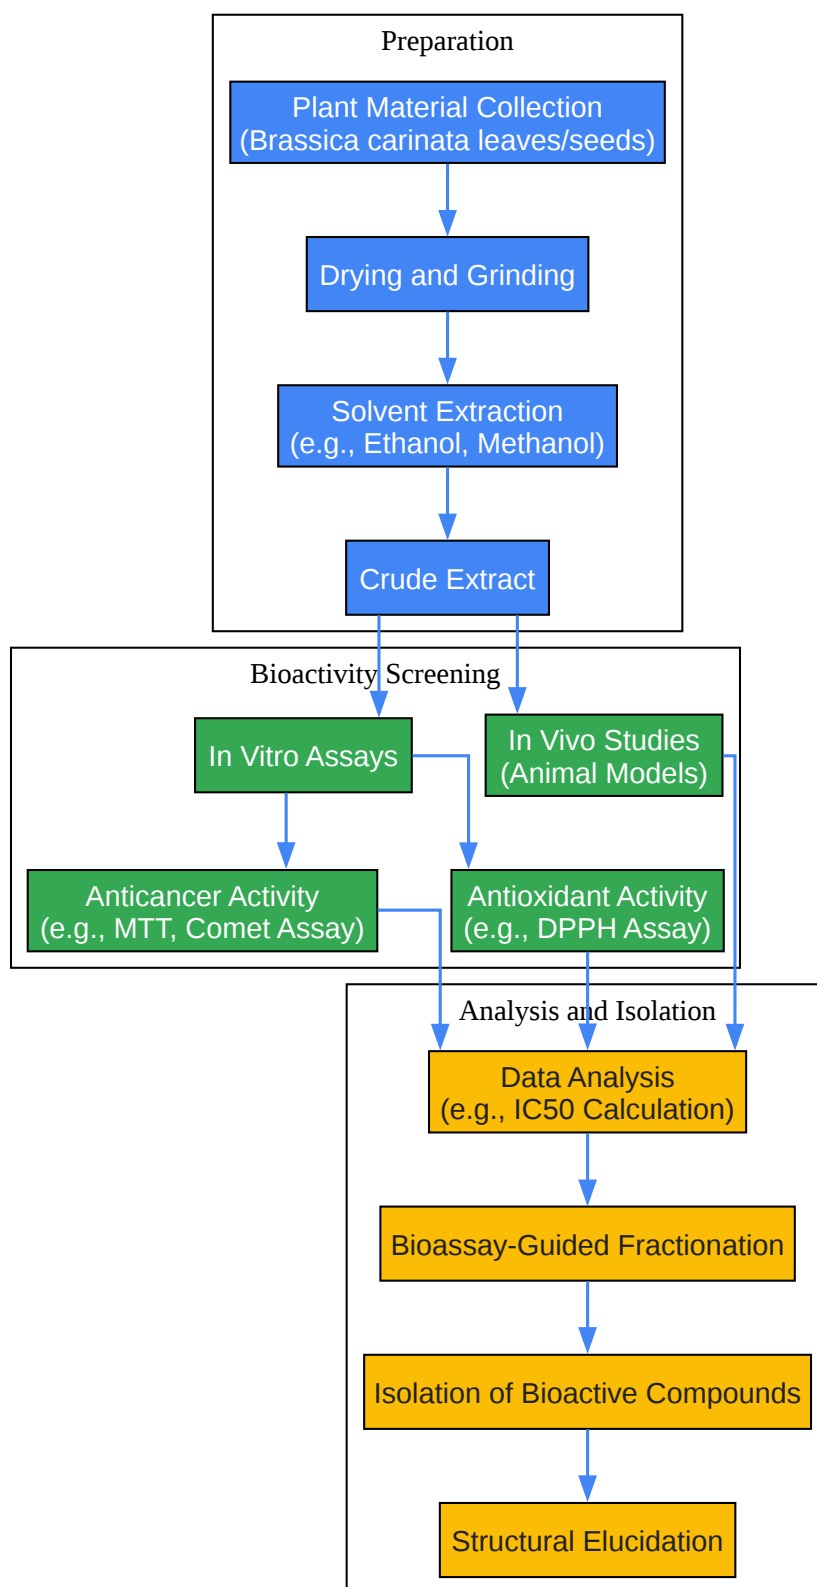 Preparation
Plant Material Collection
(Brassica carinata leaves/seeds)
Drying and Grinding
Solvent Extraction
(e.g., Ethanol, Methanol)
Crude Extract
Bioactivity Screening
In Vitro Assays
In Vivo Studies
(Animal Models)
Anticancer Activity
(e.g., MTT, Comet Assay)
Antioxidant Activity
(e.g., DPPH Assay)
Analysis and Isolation
Data Analysis
(e.g., IC50 Calculation)
Bioassay-Guided Fractionation
Isolation of Bioactive Compounds
Structural Elucidation